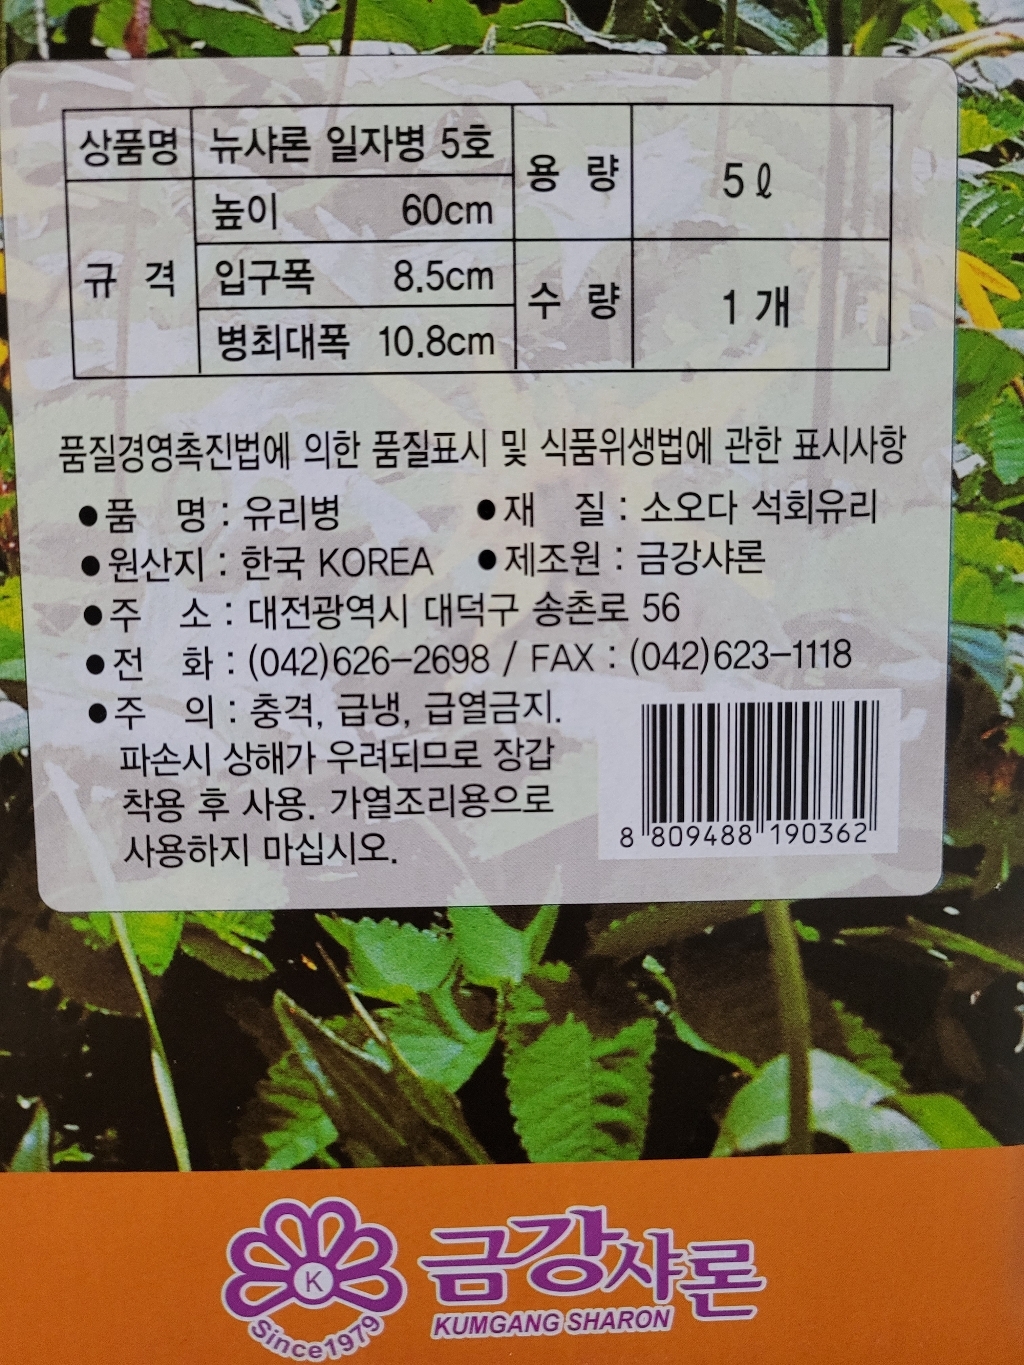 상품명 뉴샤론 일자병 5호 용 량 5ℓ
규 격 높이 60cm
입구폭 8.5cm 수 량 1개
병최대폭 10.8cm
품질경영촉진법에 의한 품질표시 및 식품위생법에 관한 표시사항
●품 명 : 유리병 ●재 질 : 소오다 석회유리
●원산지 : 한국 KOREA ●제조원 : 금강샤론
●주 소 : 대전광역시 대덕구 송촌로 56
●전 화 : (042)626-2698 / FAX : (042)623-1118
●주 의 : 충격, 급냉, 급열금지.
파손시 상해가 우려되므로 장갑
착용 후 사용. 가열조리용으로
사용하지 마십시오.
8 809488 190362
K
Since1979
금강샤론
KUMGANG SHARON